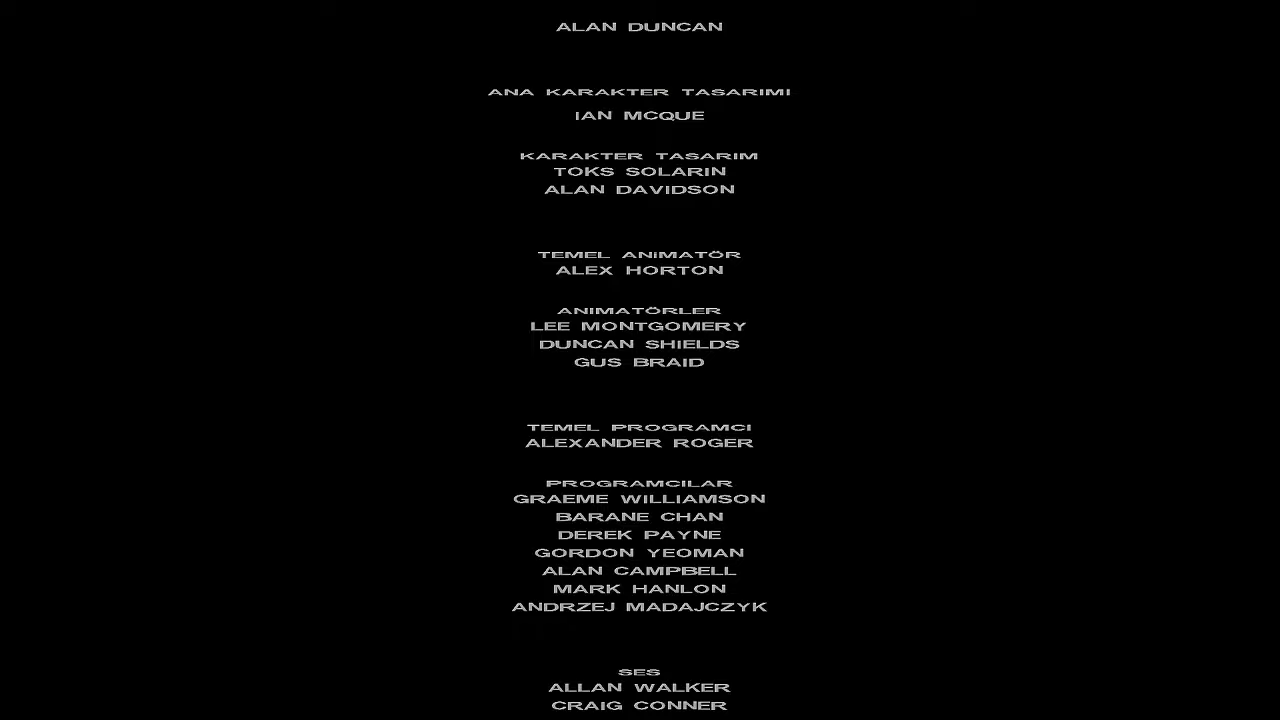 ALAN DUNCAN
ANA KARAKTER TASARIMI
IAN MCQUE
KARAKTER TASARIM
TOKS SOLARIN
ALAN DAVIDSON
TEMEL ANIMATÖR
ALEX HORTON
ANIMATÖRLER
LEE MONTGOMERY
DUNCAN SHIELDS
GUS BRAID
TEMEL PROGRAMCI
ALEXANDER ROGER
PROGRAMCILAR
GRAEME WILLIAMSON
BARANE CHAN
DEREK PAYNE
GORDON YEOMAN
ALAN CAMPBELL
MARK HANLON
ANDRZEJ MADAJCZYK
SES
ALLAN WALKER
CRAIG CONNER